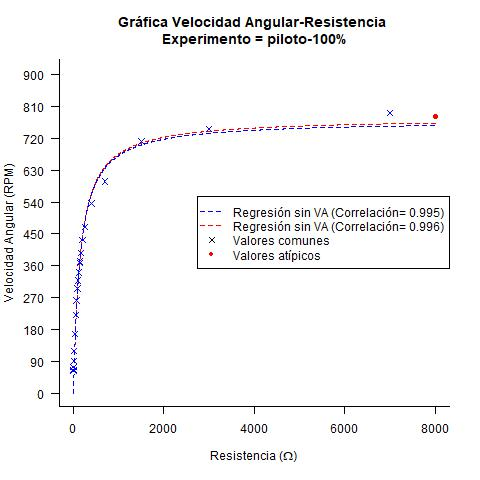 Gráfica Velocidad Angular-Resistencia
Experimento = piloto-100%
Velocidad Angular (RPM)
900
810
720
630
540
450
360
270
180
90
0
Regresión sin VA (Correlación= 0.995)
Regresión sin VA (Correlación= 0.996)
Valores comunes
Valores atípicos
0 2000 4000 6000 8000
Resistencia (Ω)